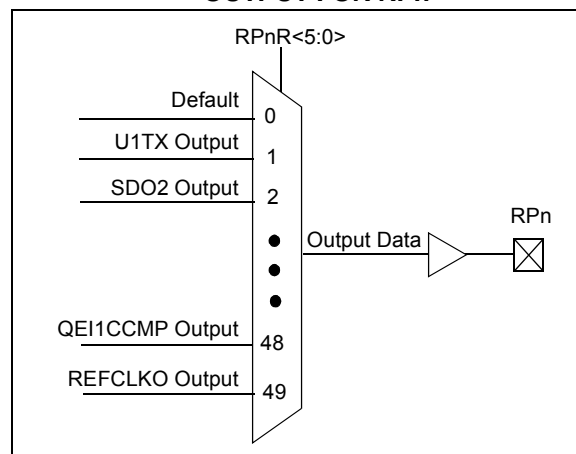 RPnR<5:0>
Default
0
U1TX Output
1
SDO2 Output
2
Output Data
RPn
QEI1CCMP Output
48
REFCLKO Output
49